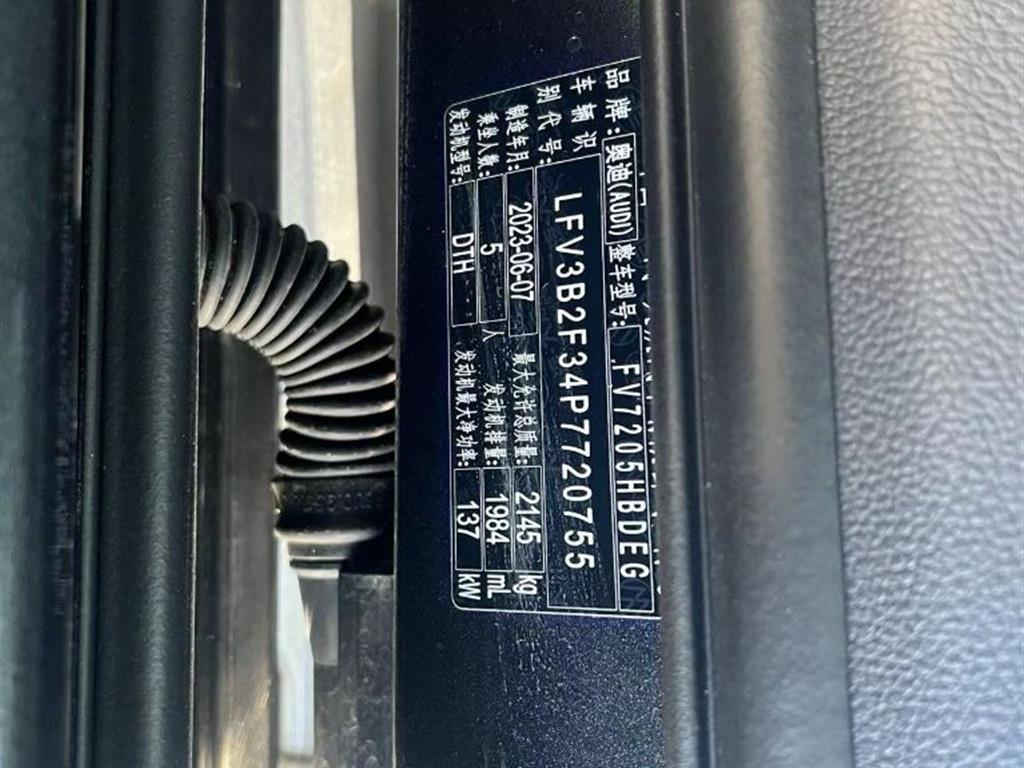 品牌:奥迪(AUDI) 整车型号: FV7205HBDEG
车辆识别代号: LFV3B2F34P7720755
制造年月: 2023-06-07 最大允许总质量: 2145 kg
乘坐人数: 5 人 发动机排量: 1984 mL
发动机型号: DTH 发动机最大净功率: 137 kW